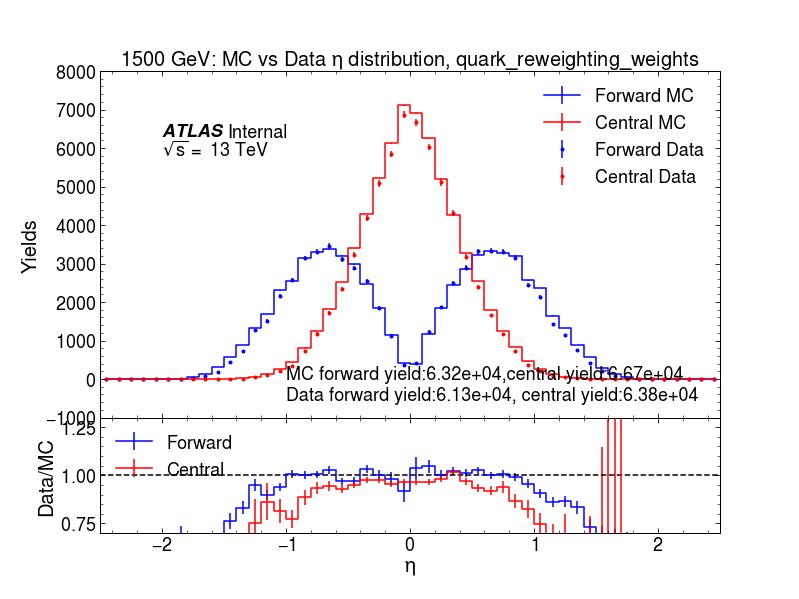 1500 GeV: MC vs Data η distribution, quark_reweighting_weights
8000
7000
6000
5000
4000
3000
2000
1000
0
−1000
Yields
ATLAS Internal
√s = 13 TeV
Forward MC
Central MC
Forward Data
Central Data
MC forward yield:6.32e+04,central yield:6.67e+04
Data forward yield:6.13e+04, central yield:6.38e+04
1.25
1.00
0.75
Data/MC
Forward
Central
−2 −1 0 1 2
η